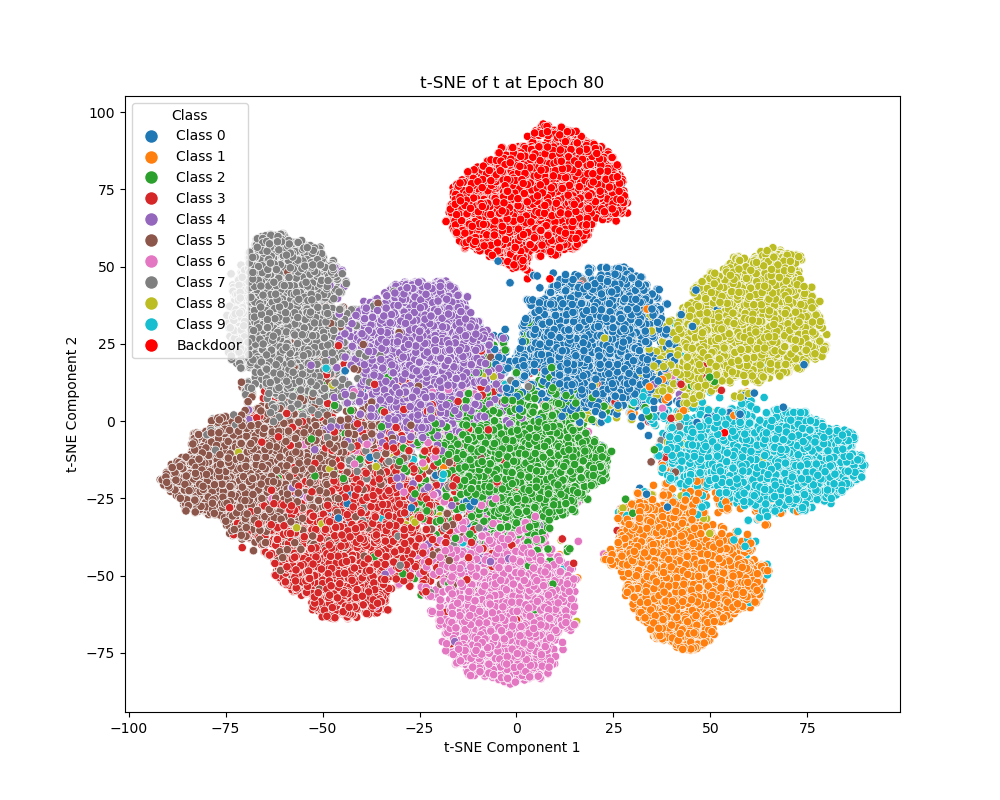 t-SNE of t at Epoch 80
Class
Class 0
Class 1
Class 2
Class 3
Class 4
Class 5
Class 6
Class 7
Class 8
Class 9
Backdoor
100
75
50
25
0
−25
−50
−75
t-SNE Component 2
−100
−75
−50
−25
0
25
50
75
t-SNE Component 1